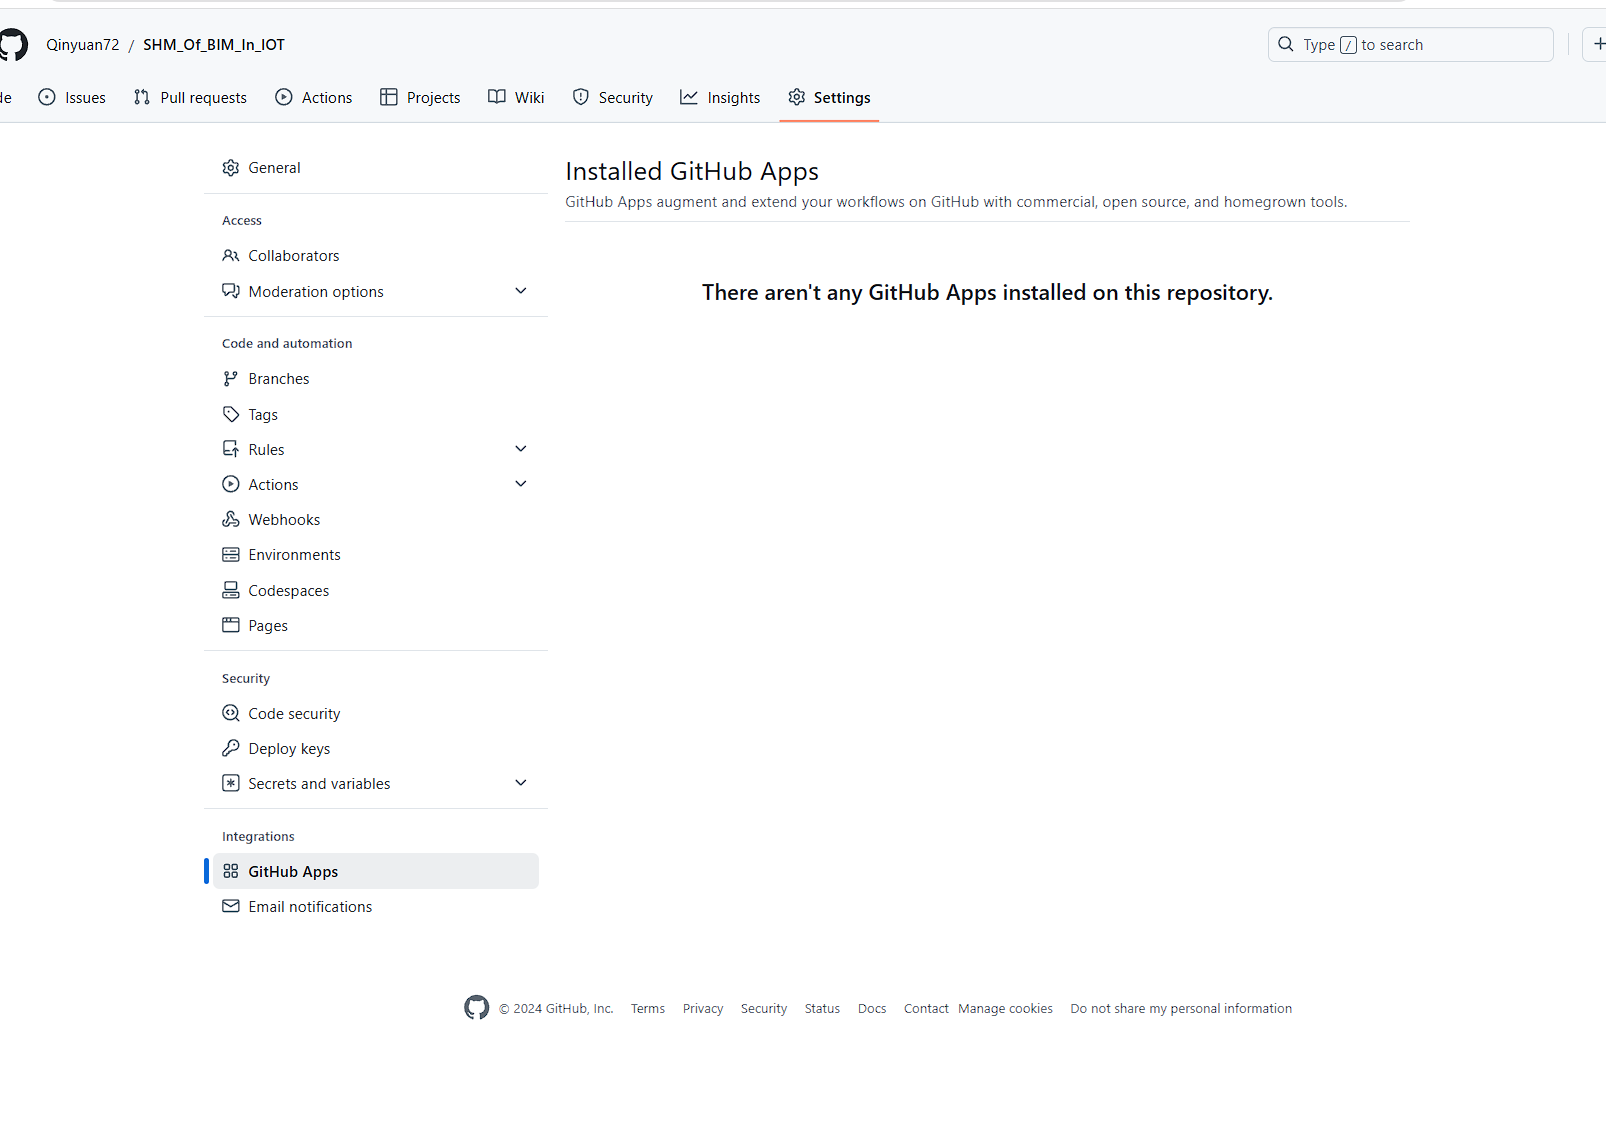 Qinyuan72 / SHM_Of_BIM_In_IOT
Type / to search
de Issues Pull requests Actions Projects Wiki Security Insights Settings
General
Access
Collaborators
Moderation options
Code and automation
Branches
Tags
Rules
Actions
Webhooks
Environments
Codespaces
Pages
Security
Code security
Deploy keys
Secrets and variables
Integrations
GitHub Apps
Email notifications
Installed GitHub Apps
GitHub Apps augment and extend your workflows on GitHub with commercial, open source, and homegrown tools.
There aren't any GitHub Apps installed on this repository.
© 2024 GitHub, Inc. Terms Privacy Security Status Docs Contact Manage cookies Do not share my personal information